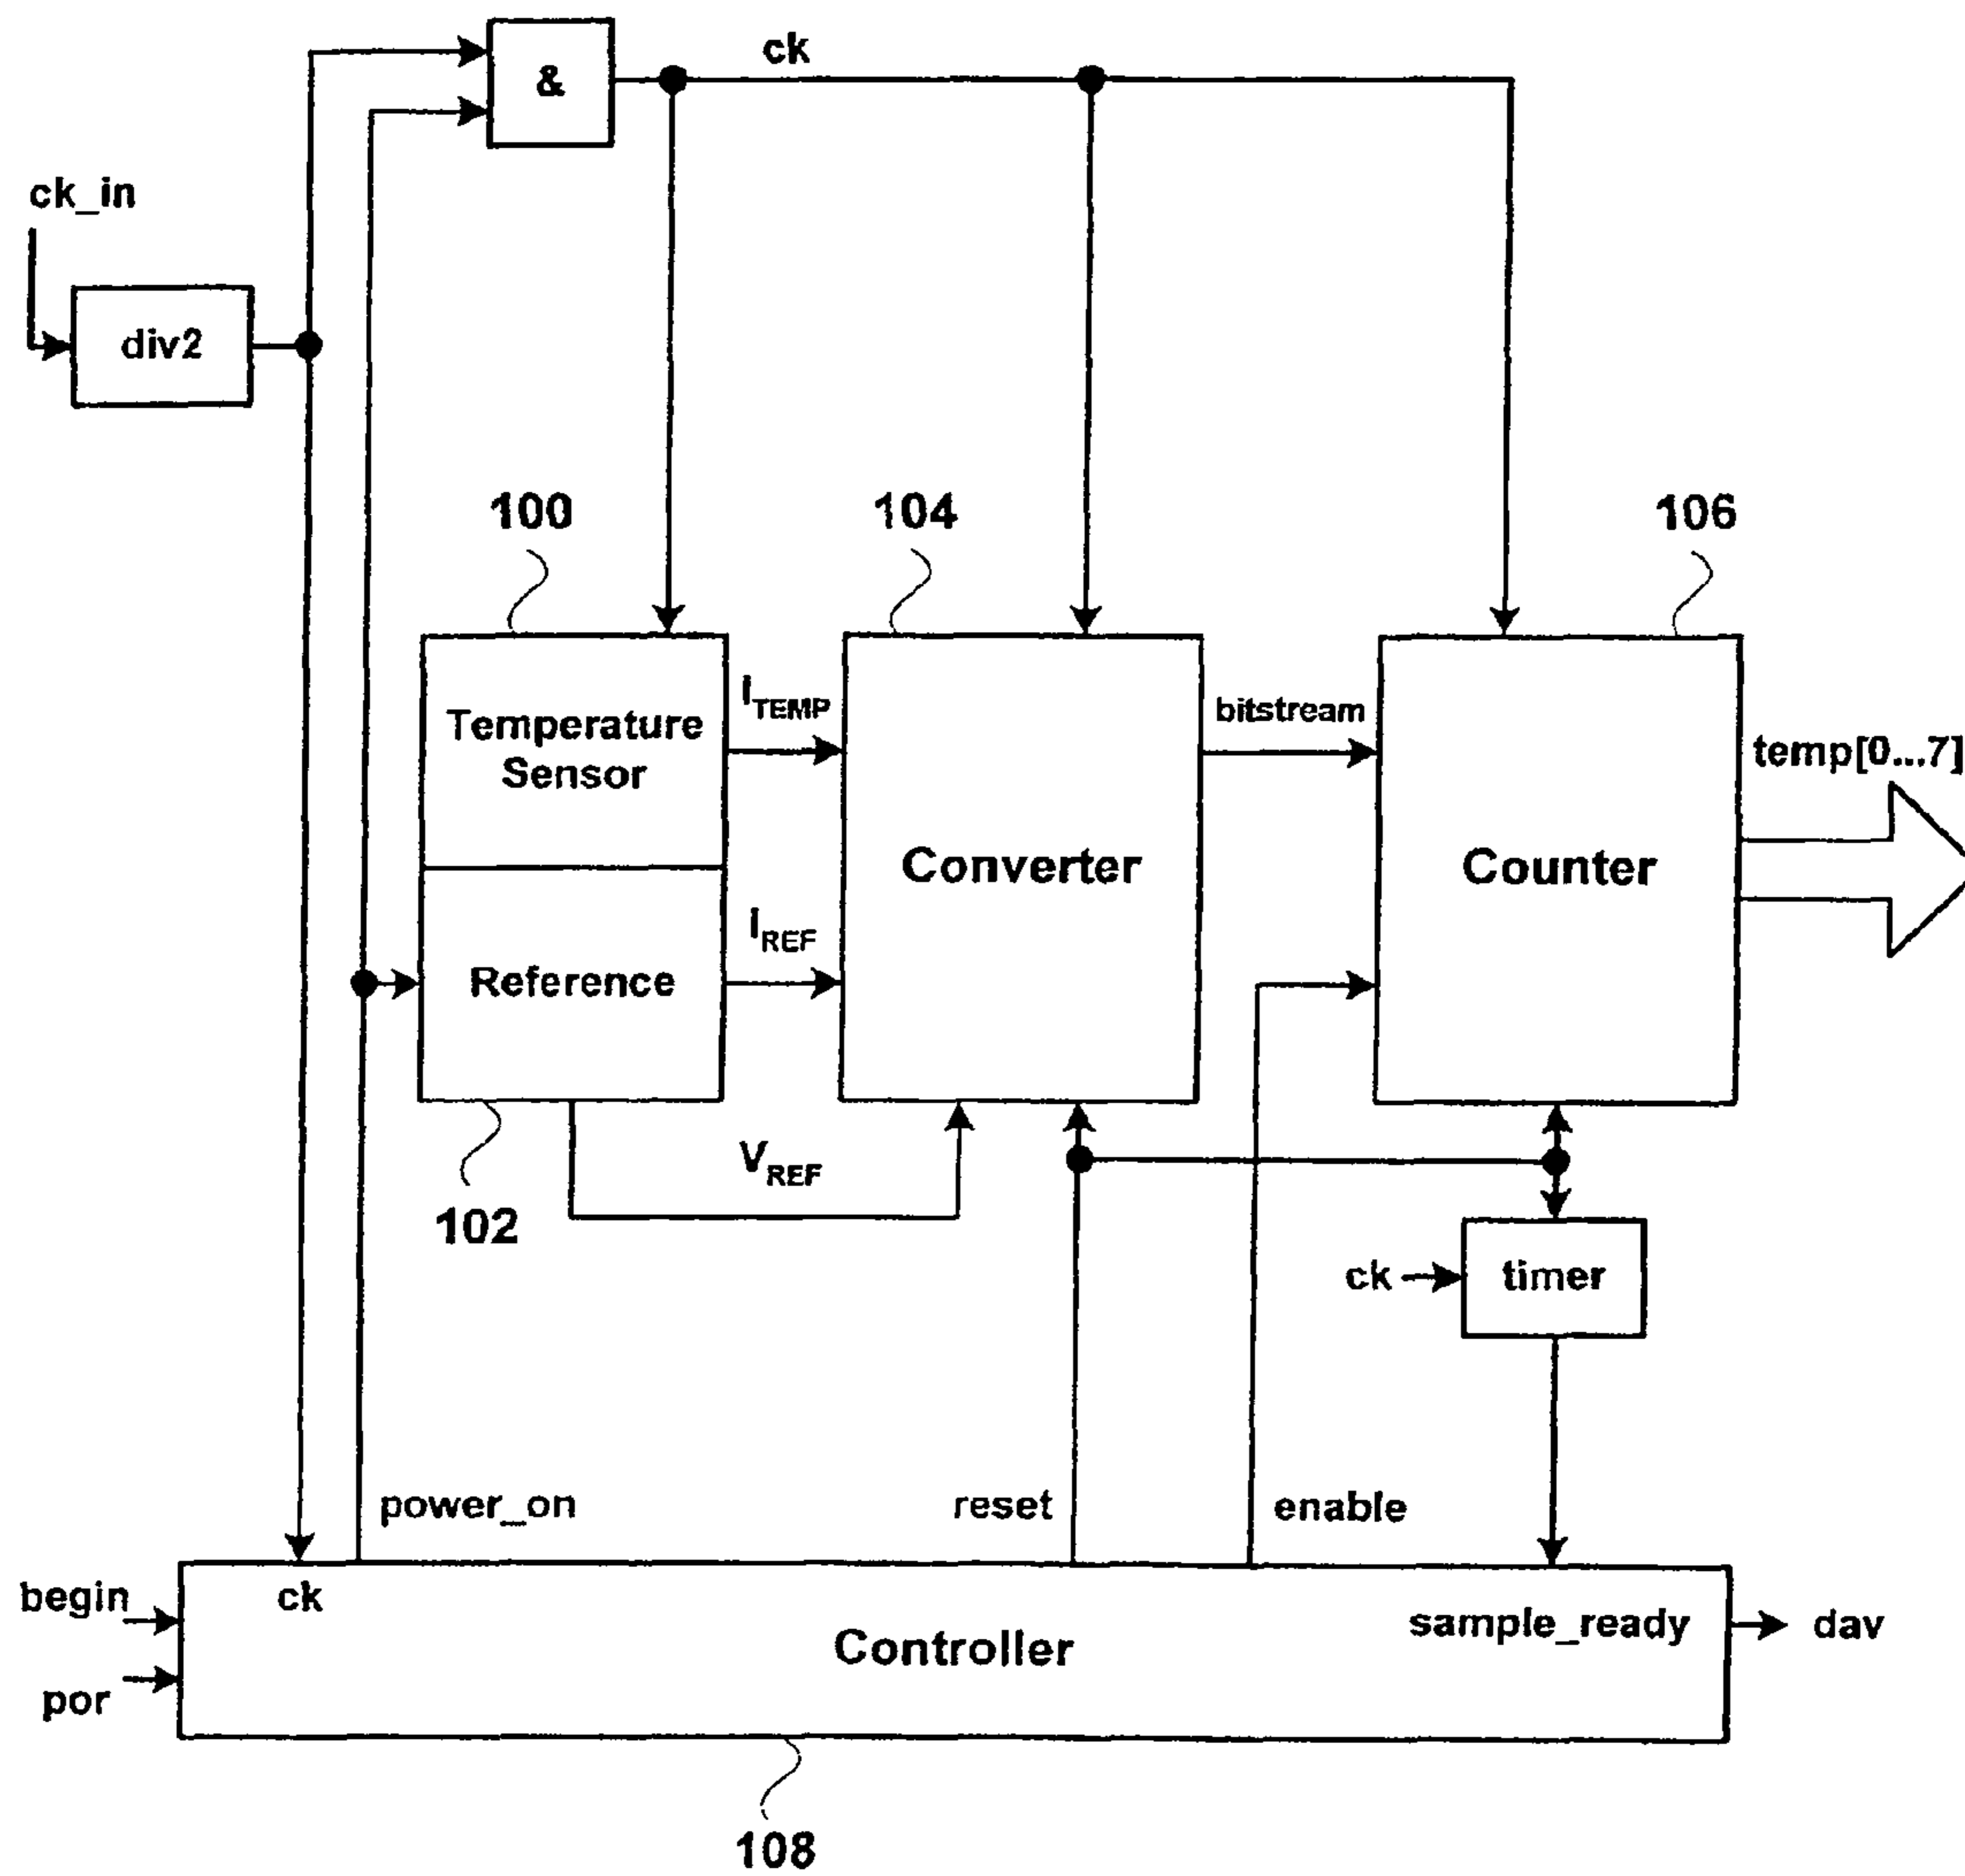 &
ck
ck_in
div2
100
104
106
Temperature
Sensor
iTEMP
bitstream
temp[0...7]
Converter
Counter
Reference
iREF
VREF
102
ck
timer
power_on
reset
enable
begin
ck
sample_ready
dav
Controller
por
108